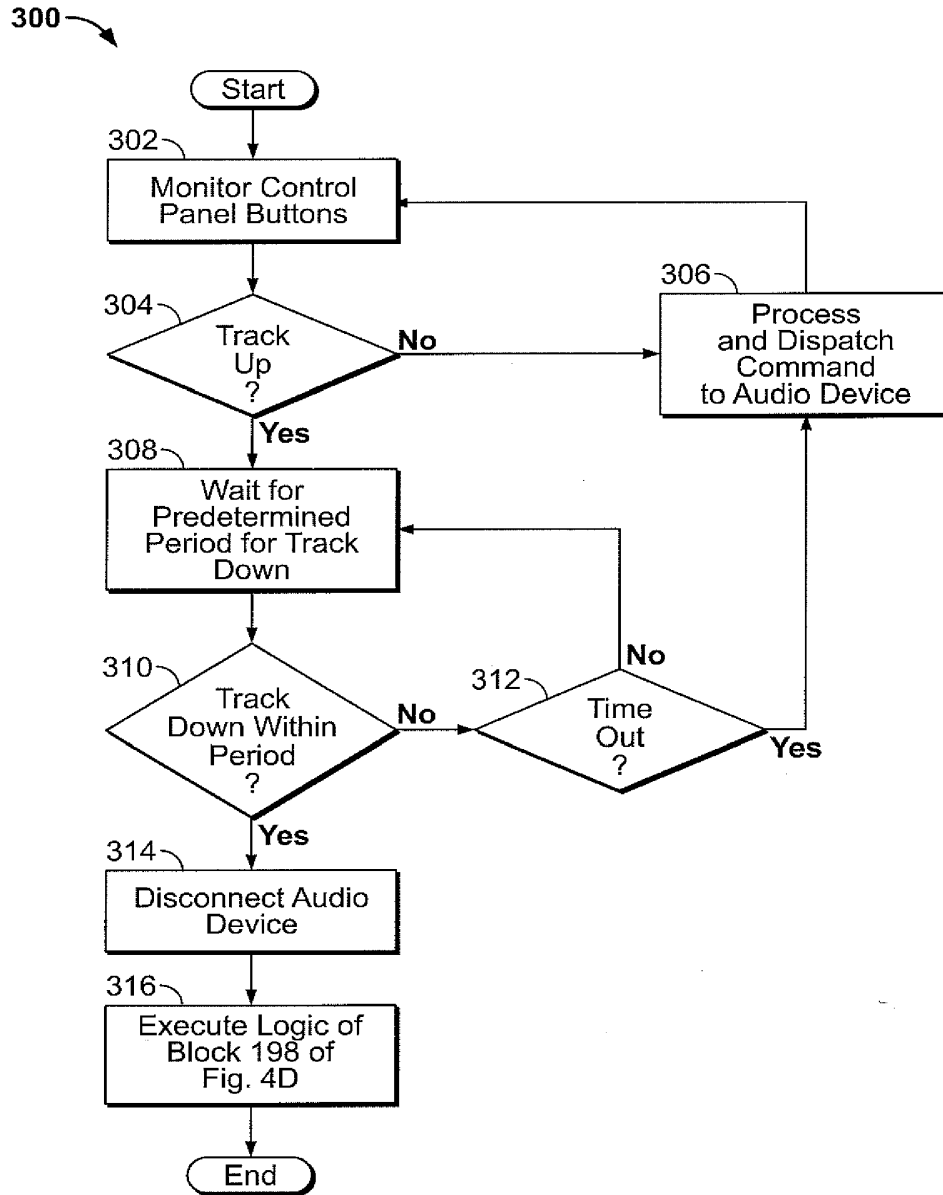 300
Start
302
Monitor Control
Panel Buttons
304
Track
Up
?
No
Yes
306
Process
and Dispatch
Command
to Audio Device
308
Wait for
Predetermined
Period for Track
Down
310
Track
Down Within
Period
?
No
Yes
312
No
Time
Out
?
Yes
314
Disconnect Audio
Device
316
Execute Logic of
Block 198 of
Fig. 4D
End